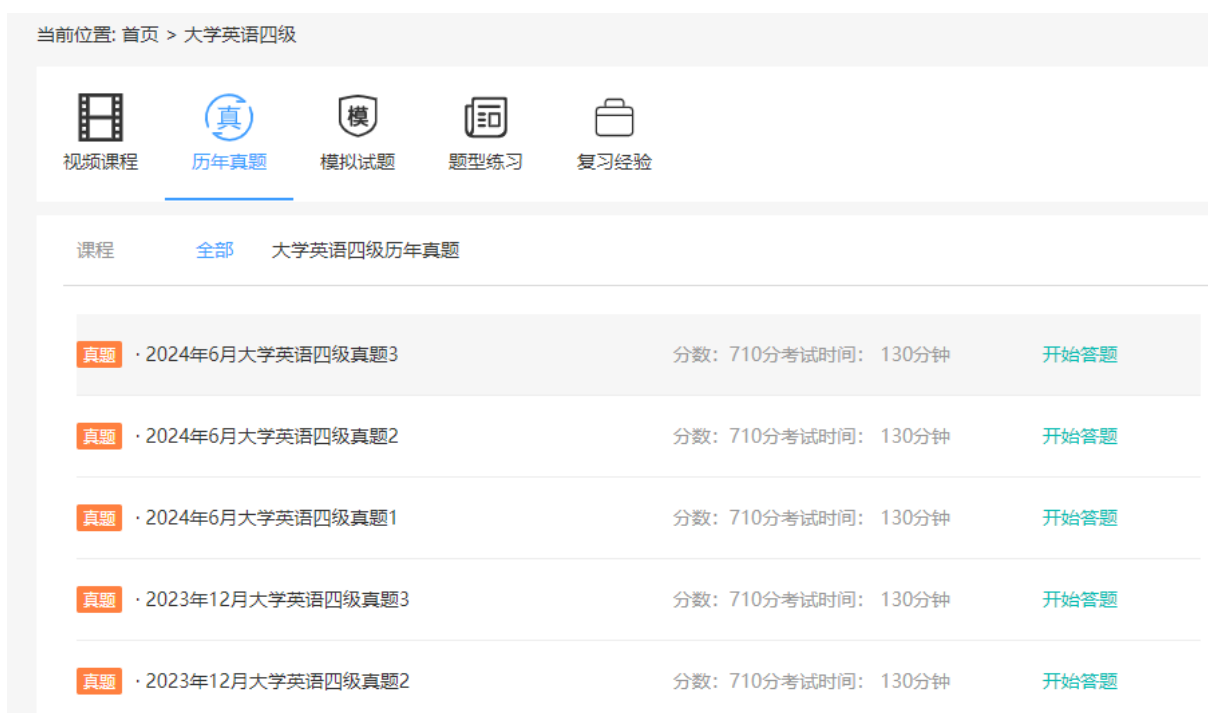 当前位置: 首页 > 大学英语四级
真 模
视频课程 历年真题 模拟试题 题型练习 复习经验
课程 全部 大学英语四级历年真题
真题 · 2024年6月大学英语四级真题3 分数：710分考试时间： 130分钟 开始答题
真题 · 2024年6月大学英语四级真题2 分数：710分考试时间： 130分钟 开始答题
真题 · 2024年6月大学英语四级真题1 分数：710分考试时间： 130分钟 开始答题
真题 · 2023年12月大学英语四级真题3 分数：710分考试时间： 130分钟 开始答题
真题 · 2023年12月大学英语四级真题2 分数：710分考试时间： 130分钟 开始答题